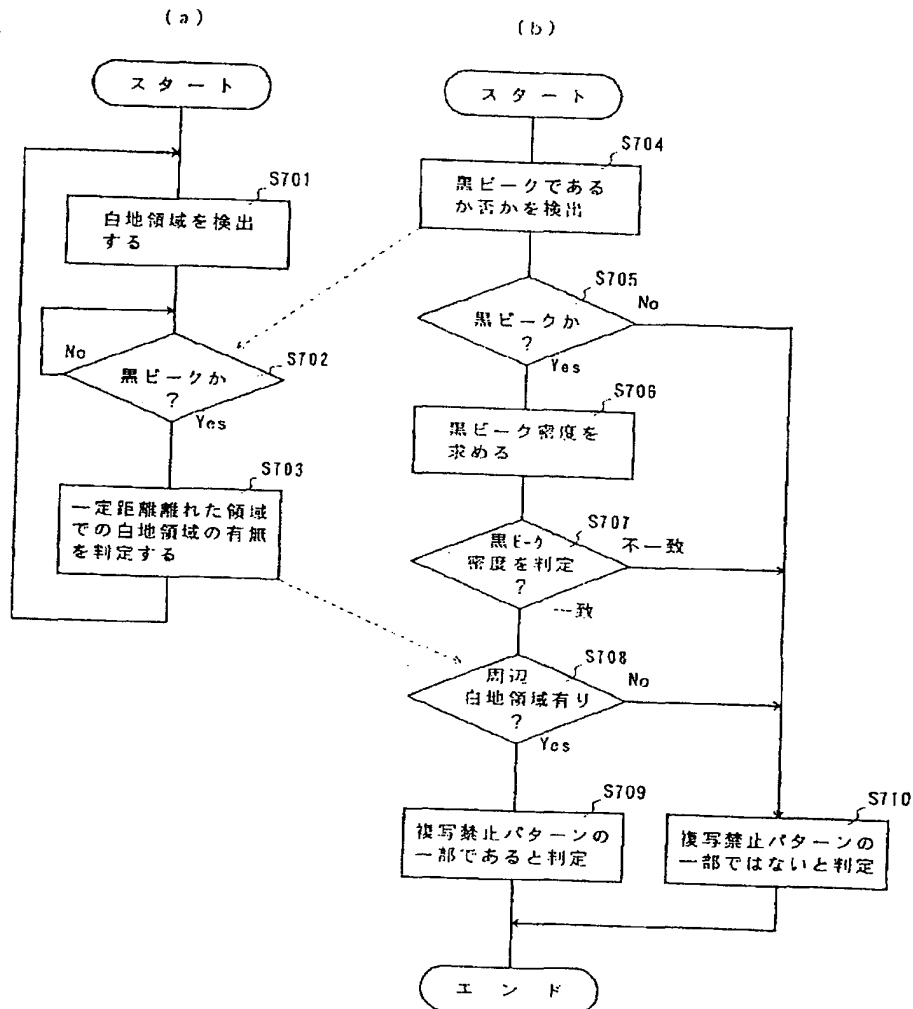 (a)
スタート
S701
白地領域を検出
する
No
S702
黒ピークか
?
Yes
S703
一定距離離れた領域
での白地領域の有無
を判定する
(b)
スタート
S704
黒ピークである
か否かを検出
S705
No
黒ピークか
?
Yes
S706
黒ピーク密度を
求める
S707
黒ピーク
密度を判定
?
不一致
一致
S708
周辺
白地領域有り
?
No
Yes
S709
複写禁止パターンの
一部であると判定
S710
複写禁止パターンの
一部ではないと判定
エンド